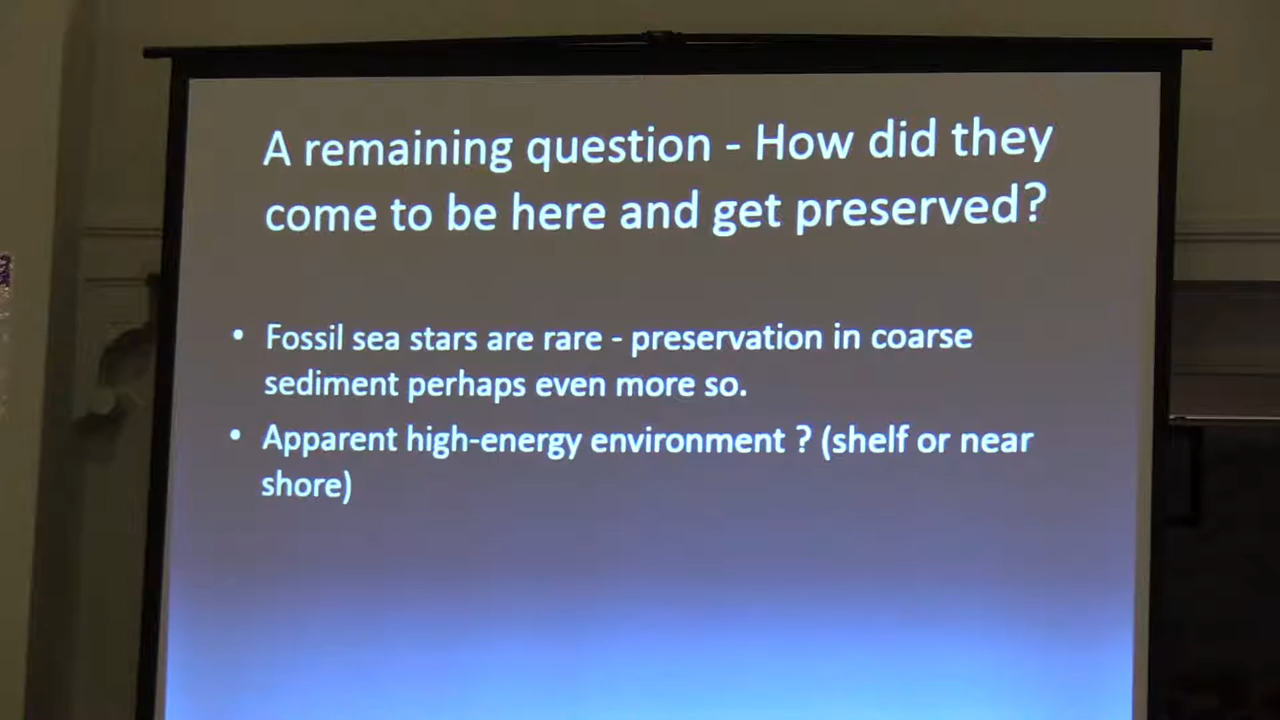 A remaining question - How did they
come to be here and get preserved?
• Fossil sea stars are rare - preservation in coarse
sediment perhaps even more so.
• Apparent high-energy environment ? (shelf or near
shore)